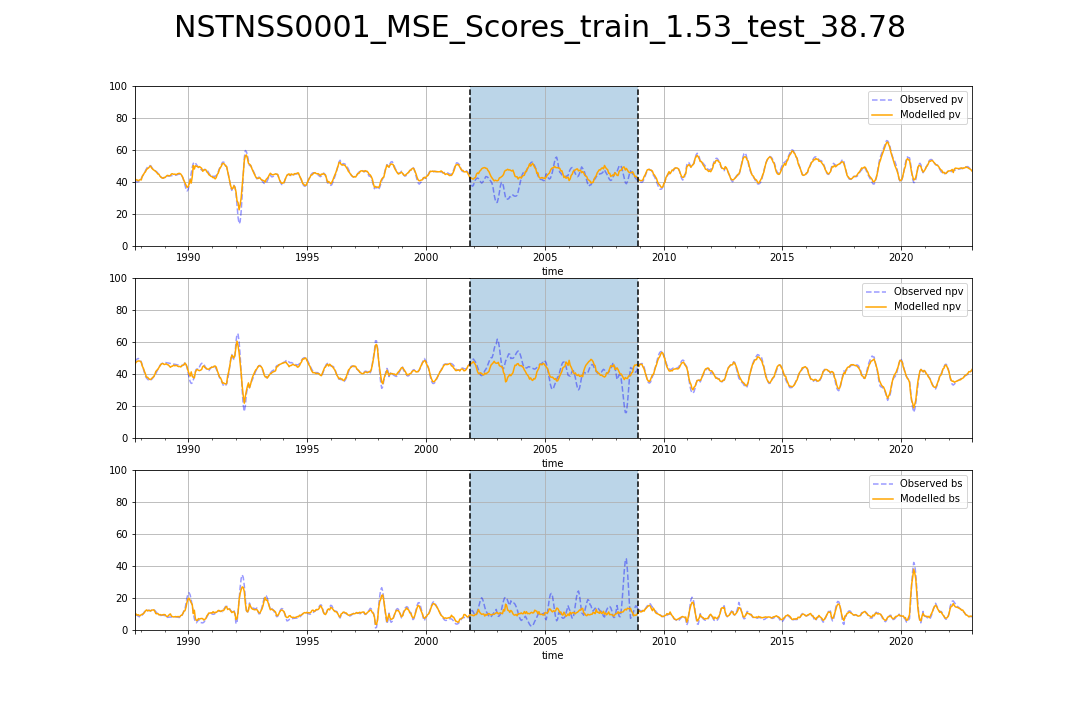 NSTNSS0001_MSE_Scores_train_1.53_test_38.78
100
80
60
40
20
0
Observed pv
Modelled pv
1990 1995 2000 2005 2010 2015 2020
time
100
80
60
40
20
0
Observed npv
Modelled npv
1990 1995 2000 2005 2010 2015 2020
time
100
80
60
40
20
0
Observed bs
Modelled bs
1990 1995 2000 2005 2010 2015 2020
time